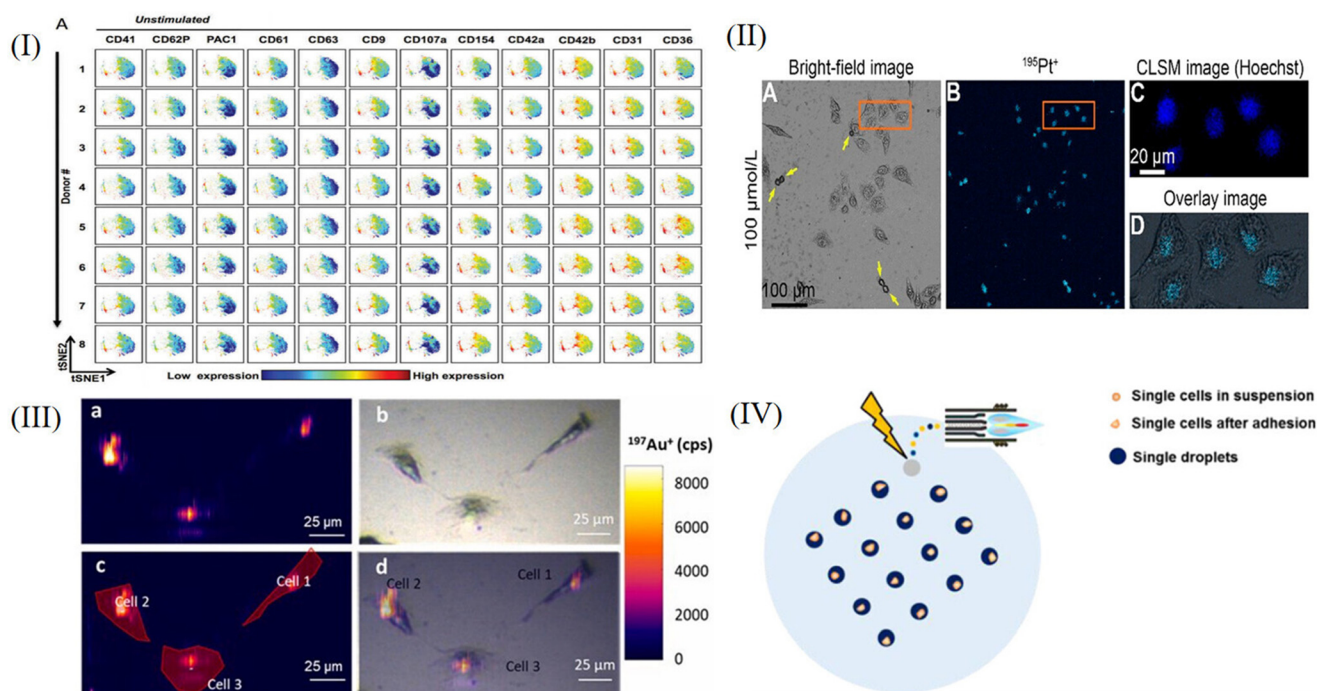 (I)
A
Unstimulated
CD41 CD62P PAC1 CD61 CD63 CD9 CD107a CD154 CD42a CD42b CD31 CD36
Donor #
1
2
3
4
5
6
7
8
tSNE2
tSNE1
Low expression High expression
(II)
Bright-field image
195Pt+
CLSM image (Hoechst)
A
B
C
20 µm
Overlay image
D
100 µmol/L
100 µm
(III)
a
25 µm
b
25 µm
c
Cell 1
Cell 2
Cell 3
25 µm
d
Cell 1
Cell 2
Cell 3
25 µm
197Au+ (cps)
8000
6000
4000
2000
0
(IV)
Single cells in suspension
Single cells after adhesion
Single droplets